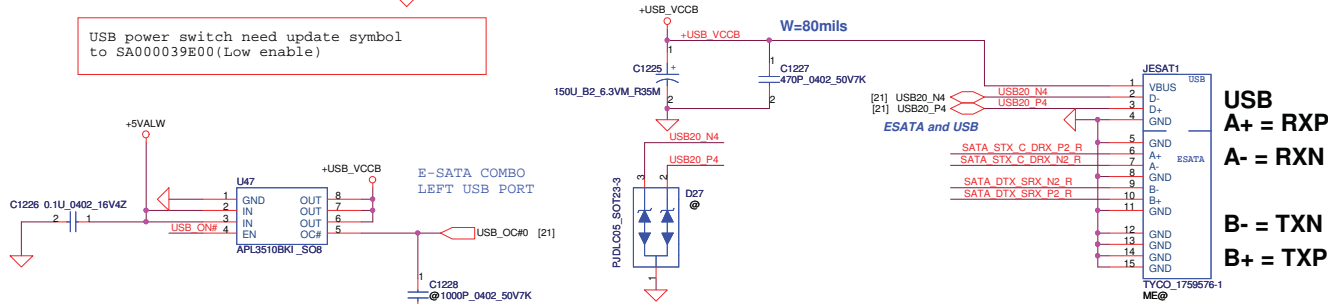 USB power switch need update symbol
to SA000039E00(Low enable)
+5VALW
+USB_VCCB
U47
C1226 0.1U_0402_16V4Z
2
1
1
GND
2
IN
3
IN
4
EN
OUT
8
OUT
7
OUT
6
OC#
5
USB_ON#
APL3510BKI_SO8
E-SATA COMBO
LEFT USB PORT
USB_OC#0 [21]
1
C1228
@ 1000P_0402_50V7K
+USB_VCCB
+USB_VCCB
W=80mils
1
C1225
+
150U_B2_6.3VM_R35M
2
1
C1227
470P_0402_50V7K
2
[21] USB20_N4
USB20_N4
[21] USB20_P4
USB20_P4
ESATA and USB
USB20_N4
USB20_P4
3
2
D27
@
PJDLC05_SOT23-3
1
SATA_STX_C_DRX_P2_R
SATA_STX_C_DRX_N2_R
SATA_DTX_SRX_N2_R
SATA_DTX_SRX_P2_R
JESAT1
USB
1
VBUS
2
D-
3
D+
4
GND
5
GND
6
A+
ESATA
7
A-
8
GND
9
B-
10
B+
11
GND
12
GND
13
GND
14
GND
15
GND
TYCO_1759576-1
ME@
USB
A+ = RXP
A- = RXN
B- = TXN
B+ = TXP